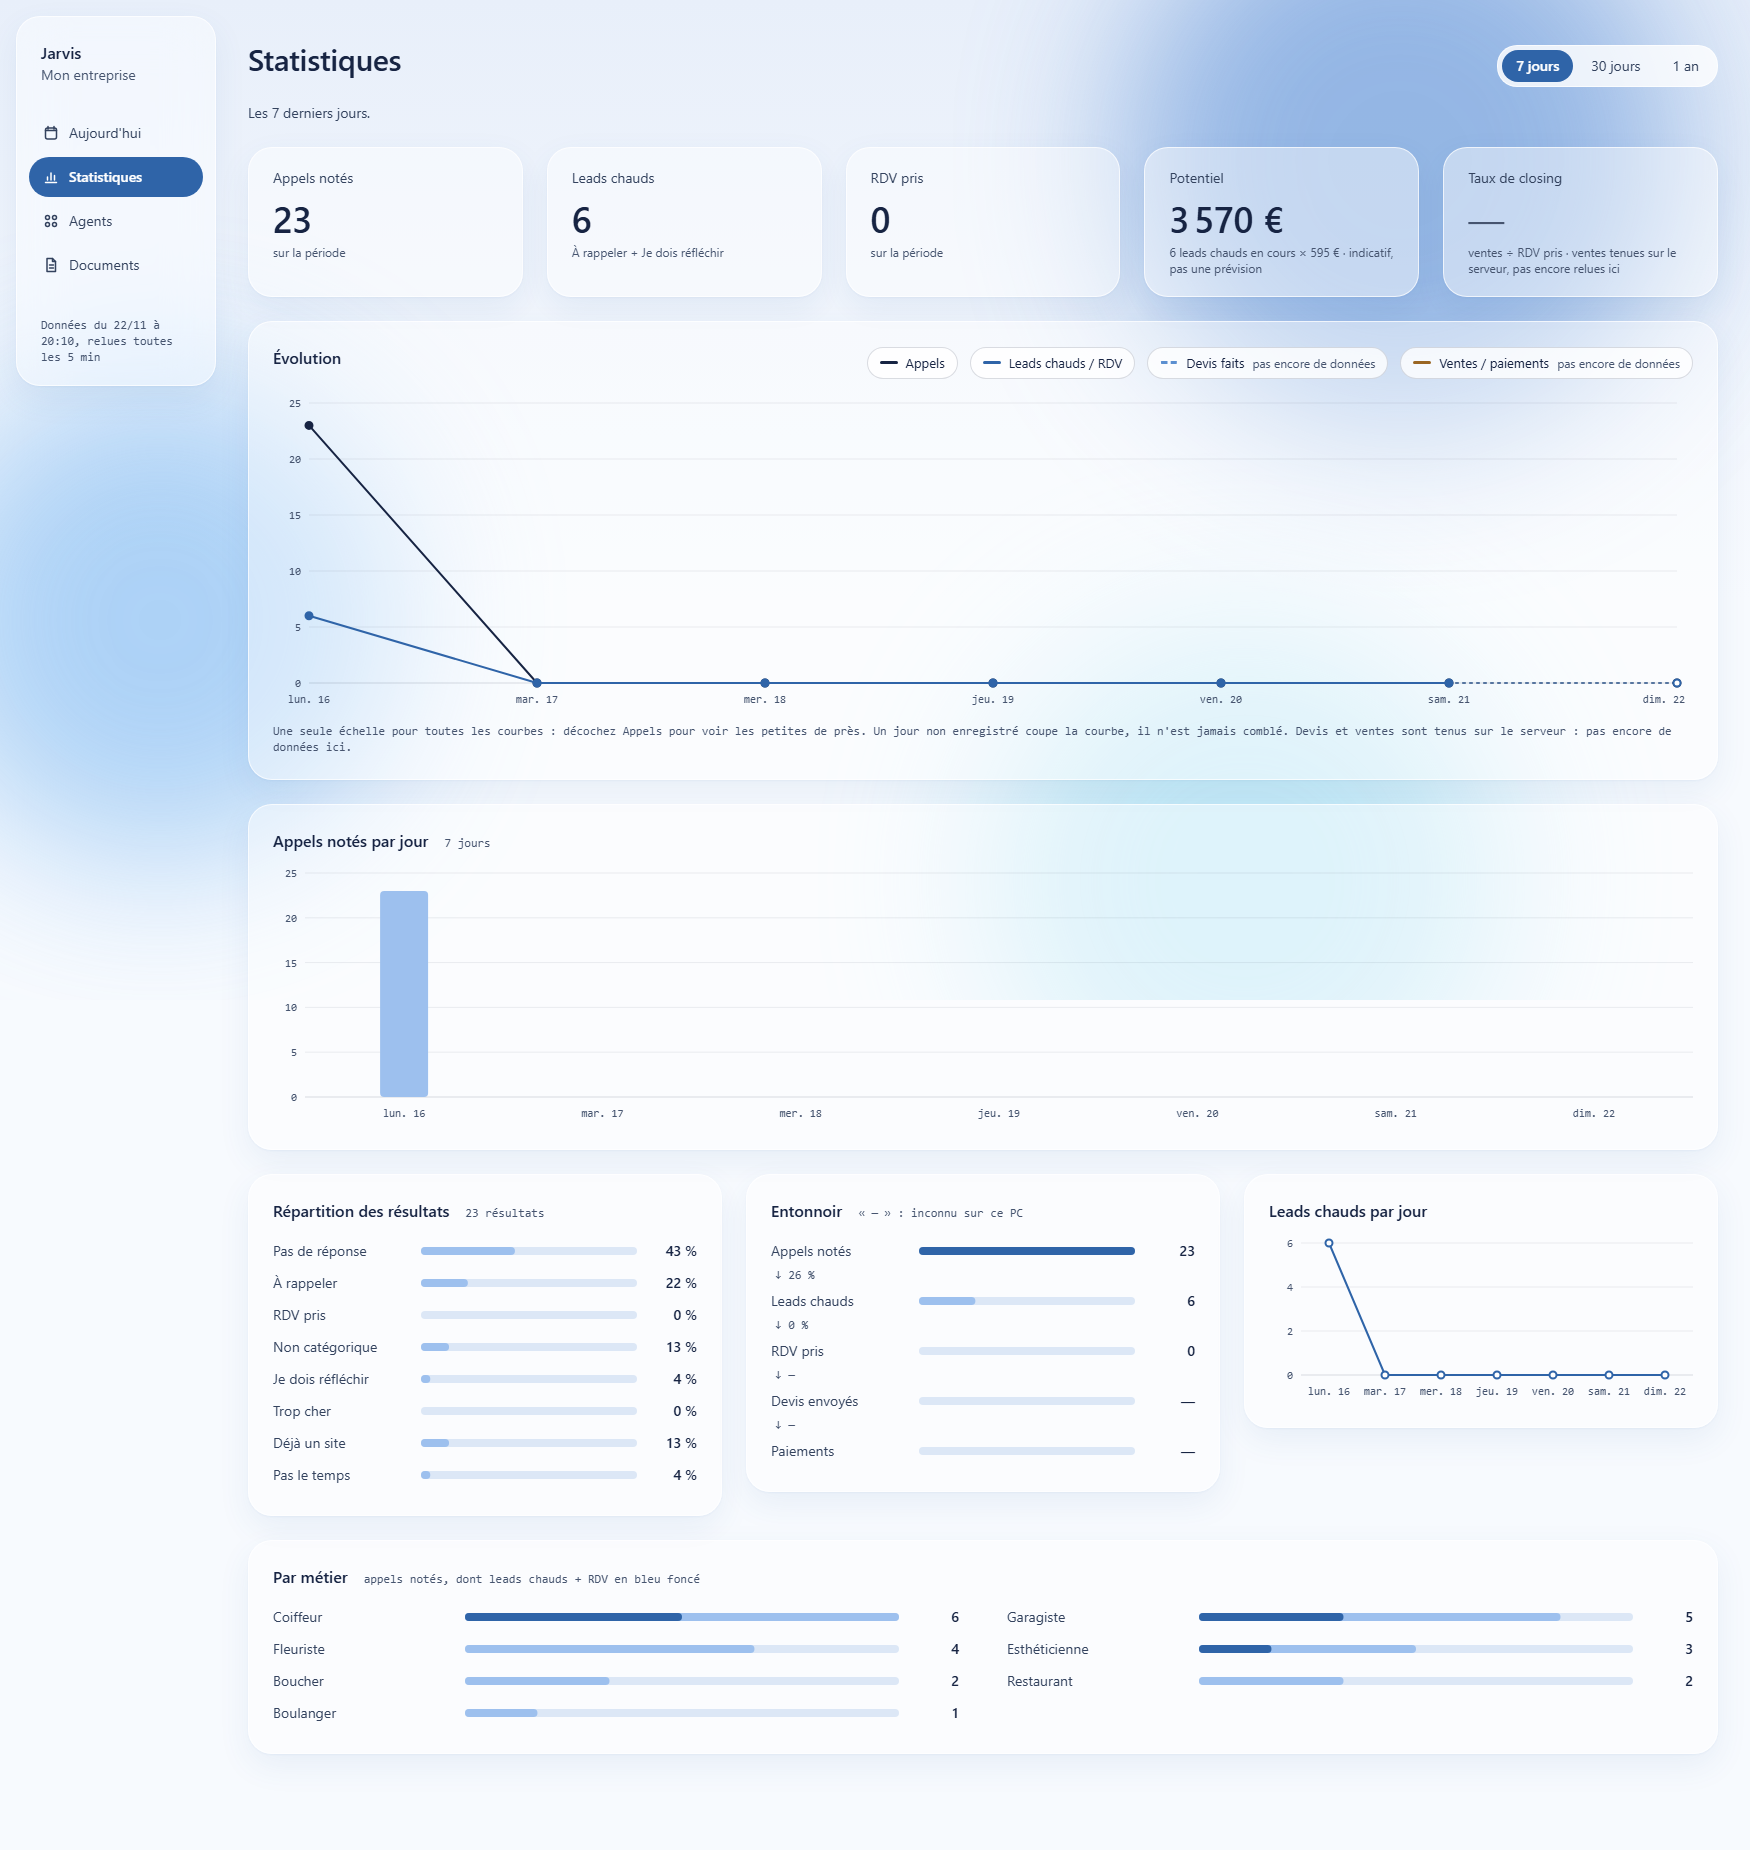 Jarvis
Mon entreprise
Aujourd'hui
Statistiques
Agents
Documents
Données du 22/11 à
20:10, relues toutes
les 5 min
Statistiques
7 jours
30 jours
1 an
Les 7 derniers jours.
Appels notés
23
sur la période
Leads chauds
6
À rappeler + Je dois réfléchir
RDV pris
0
sur la période
Potentiel
3 570 €
6 leads chauds en cours × 595 € · indicatif,
pas une prévision
Taux de closing
—
ventes ÷ RDV pris · ventes tenues sur le
serveur, pas encore relues ici
Évolution
Appels
Leads chauds / RDV
Devis faits pas encore de données
Ventes / paiements pas encore de données
25
20
15
10
5
0
lun. 16
mar. 17
mer. 18
jeu. 19
ven. 20
sam. 21
dim. 22
Une seule échelle pour toutes les courbes : décochez Appels pour voir les petites de près. Un jour non enregistré coupe la courbe, il n'est jamais comblé. Devis et ventes sont tenus sur le serveur : pas encore de
données ici.
Appels notés par jour 7 jours
25
20
15
10
5
0
lun. 16
mar. 17
mer. 18
jeu. 19
ven. 20
sam. 21
dim. 22
Répartition des résultats 23 résultats
Pas de réponse 43 %
À rappeler 22 %
RDV pris 0 %
Non catégorique 13 %
Je dois réfléchir 4 %
Trop cher 0 %
Déjà un site 13 %
Pas le temps 4 %
Entonnoir « — » : inconnu sur ce PC
Appels notés 23
↓ 26 %
Leads chauds 6
↓ 0 %
RDV pris 0
↓ —
Devis envoyés —
↓ —
Paiements —
Leads chauds par jour
6
4
2
0
lun. 16
mar. 17
mer. 18
jeu. 19
ven. 20
sam. 21
dim. 22
Par métier appels notés, dont leads chauds + RDV en bleu foncé
Coiffeur 6
Garagiste 5
Fleuriste 4
Esthéticienne 3
Boucher 2
Restaurant 2
Boulanger 1